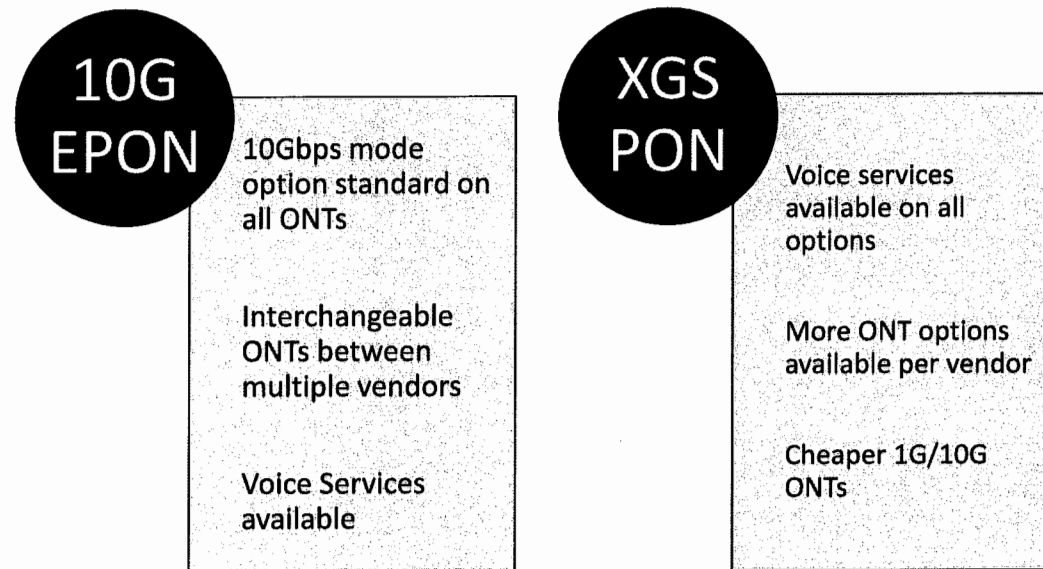 10G
EPON
10Gbps mode
option standard on
all ONTs
Interchangeable
ONTs between
multiple vendors
Voice Services
available
XGS
PON
Voice services
available on all
options
More ONT options
available per vendor
Cheaper 1G/10G
ONTs